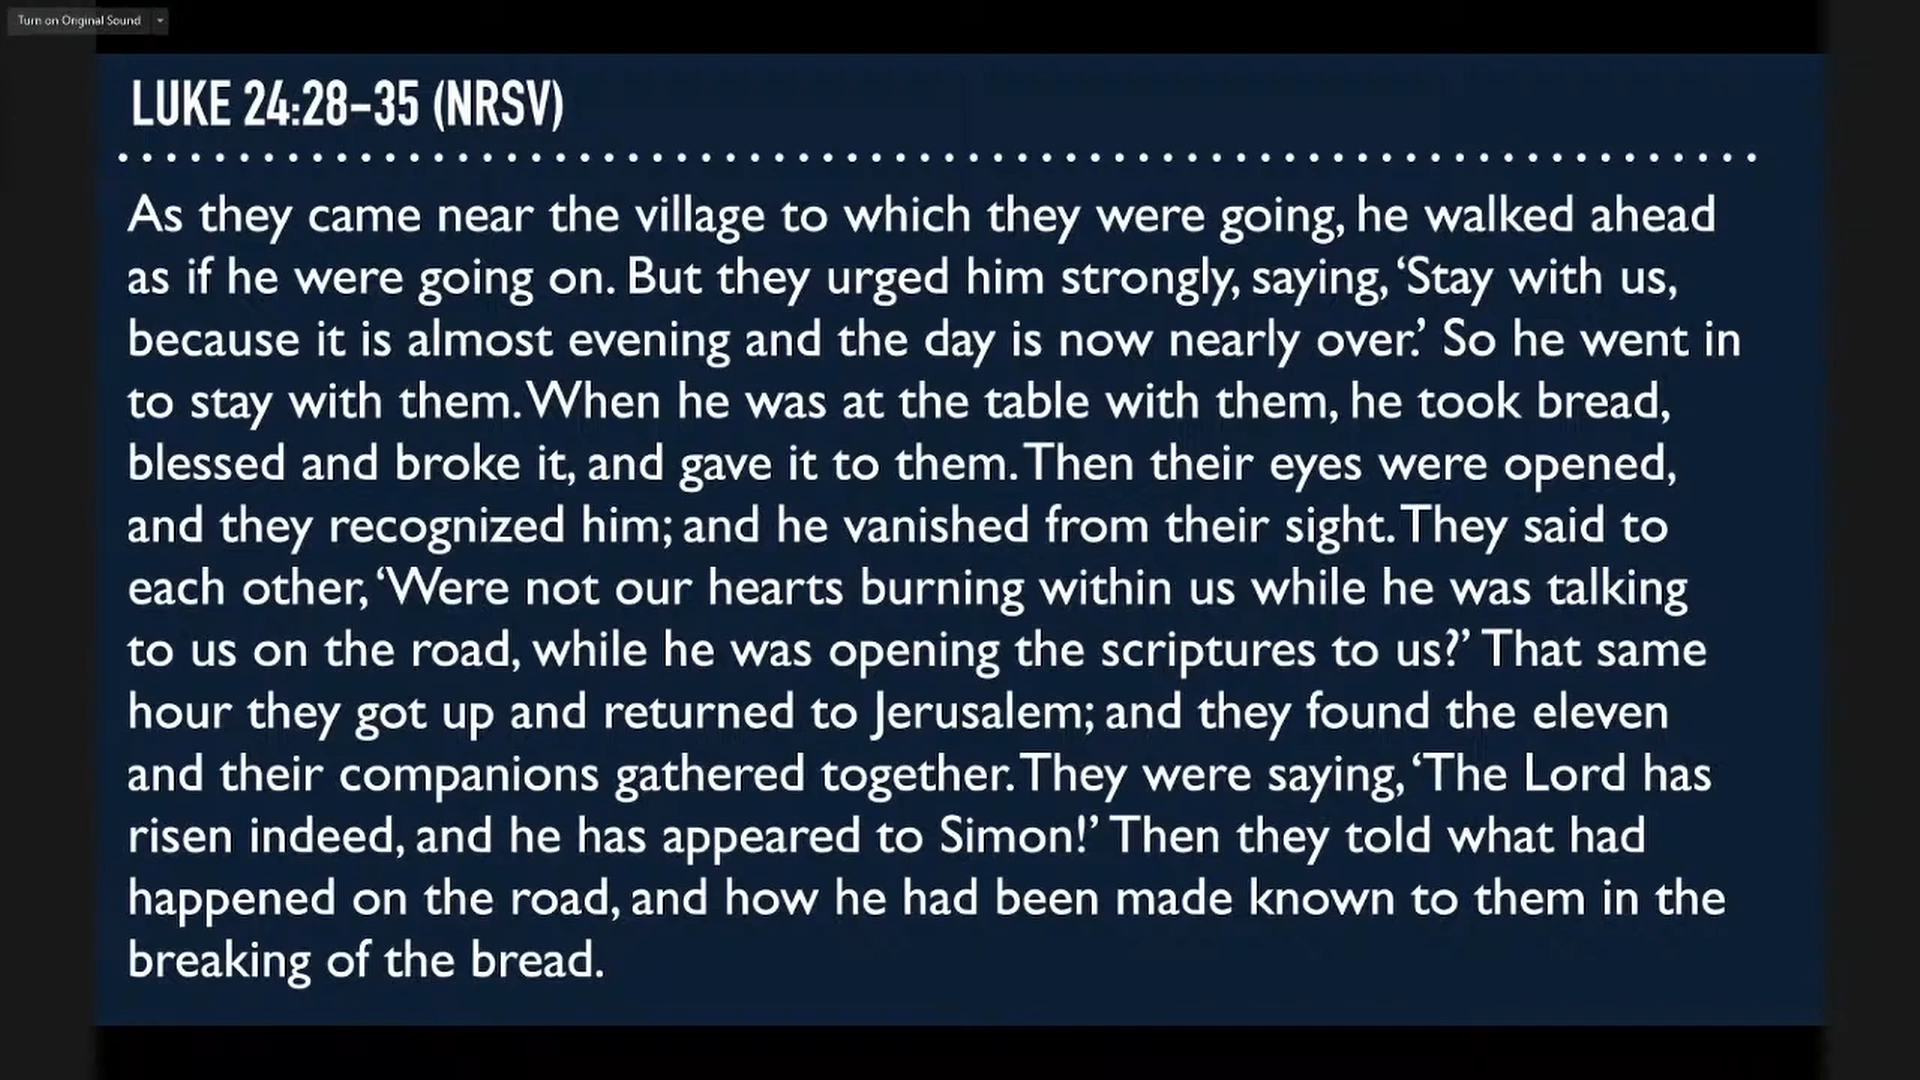 Turn on Original Sound
LUKE 24:28–35 (NRSV)
As they came near the village to which they were going, he walked ahead
as if he were going on. But they urged him strongly, saying, ‘Stay with us,
because it is almost evening and the day is now nearly over.’ So he went in
to stay with them. When he was at the table with them, he took bread,
blessed and broke it, and gave it to them. Then their eyes were opened,
and they recognized him; and he vanished from their sight. They said to
each other, ‘Were not our hearts burning within us while he was talking
to us on the road, while he was opening the scriptures to us?’ That same
hour they got up and returned to Jerusalem; and they found the eleven
and their companions gathered together. They were saying, ‘The Lord has
risen indeed, and he has appeared to Simon!’ Then they told what had
happened on the road, and how he had been made known to them in the
breaking of the bread.